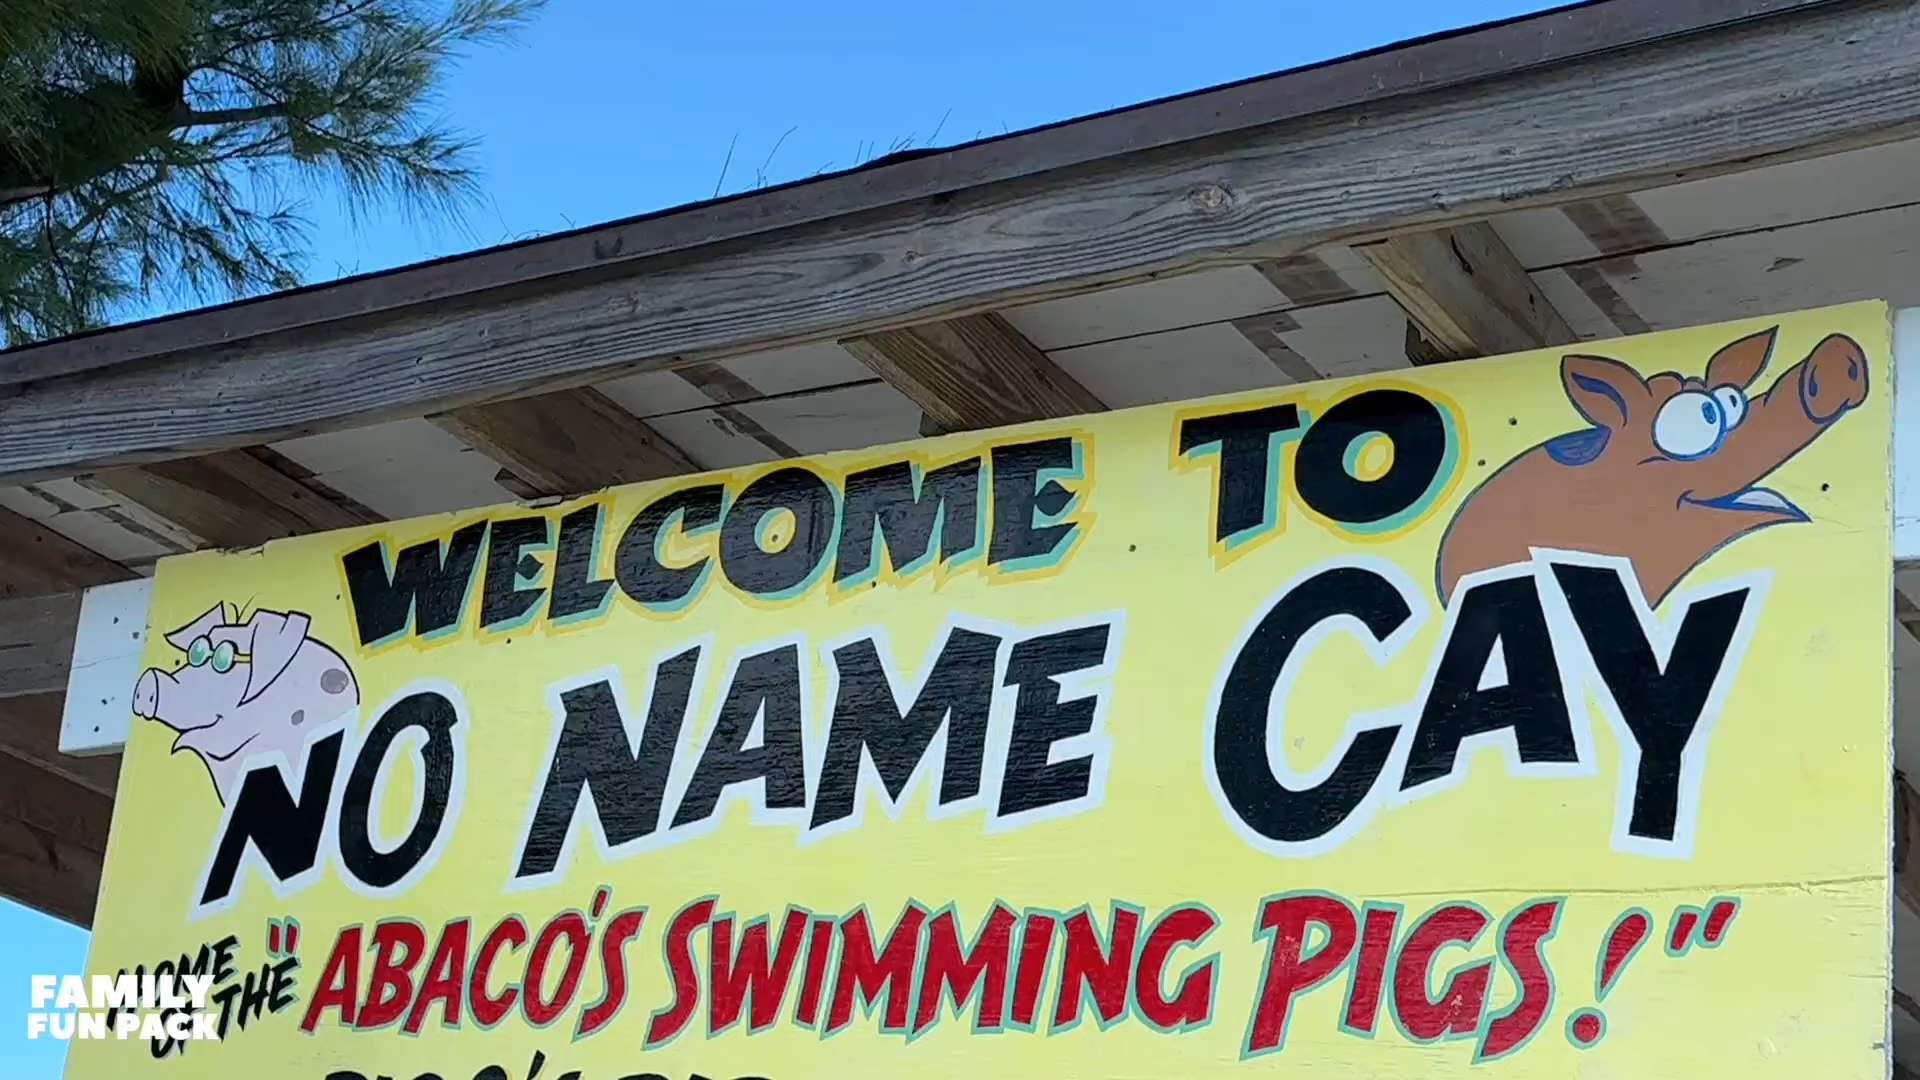 WELCOME TO
NO NAME CAY
HOME OF THE "ABACO'S SWIMMING PIGS!"
FAMILY
FUN PACK